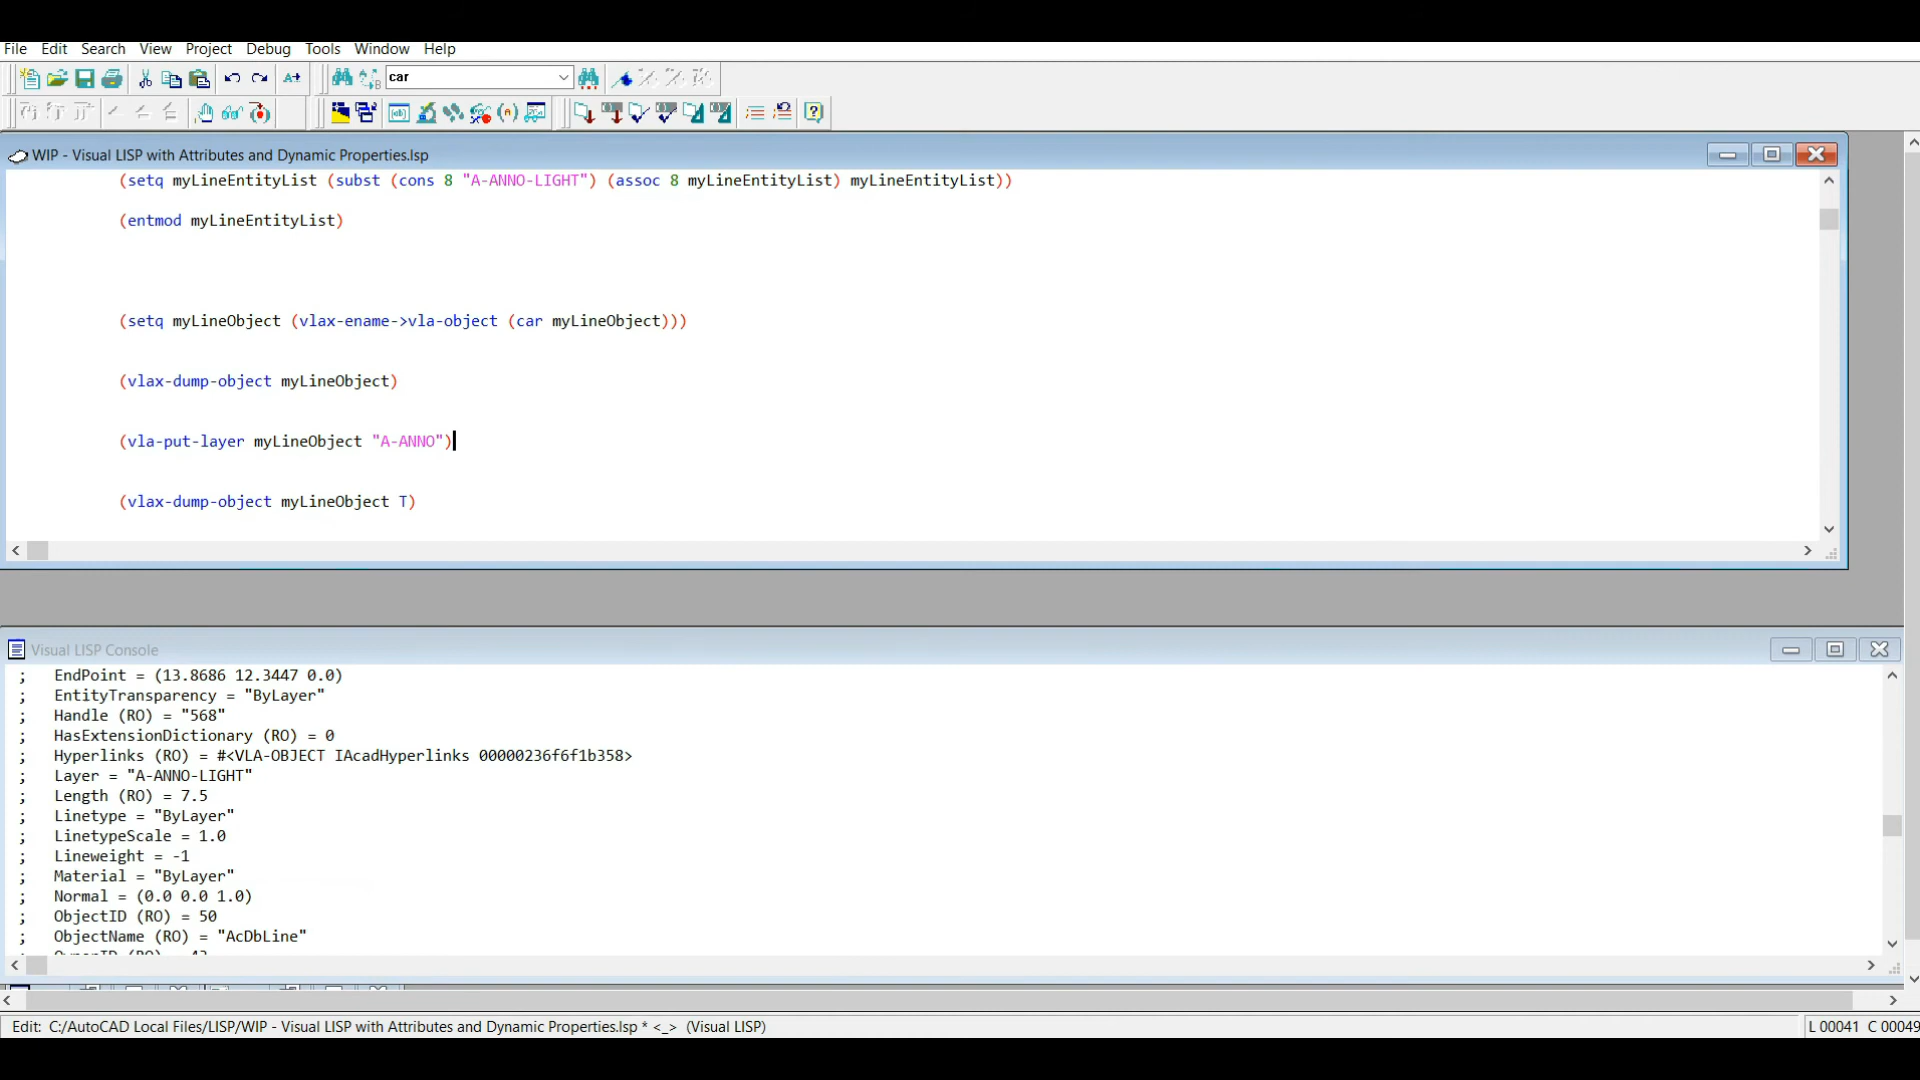 File Edit Search View Project Debug Tools Window Help
car
WIP - Visual LISP with Attributes and Dynamic Properties.lsp
(setq myLineEntityList (subst (cons 8 "A-ANNO-LIGHT") (assoc 8 myLineEntityList) myLineEntityList))
(entmod myLineEntityList)
(setq myLineObject (vlax-ename->vla-object (car myLineObject)))
(vlax-dump-object myLineObject)
(vla-put-layer myLineObject "A-ANNO")
(vlax-dump-object myLineObject T)
Visual LISP Console
; EndPoint = (13.8686 12.3447 0.0)
; EntityTransparency = "ByLayer"
; Handle (RO) = "568"
; HasExtensionDictionary (RO) = 0
; Hyperlinks (RO) = #<VLA-OBJECT IAcadHyperlinks 00000236f6f1b358>
; Layer = "A-ANNO-LIGHT"
; Length (RO) = 7.5
; Linetype = "ByLayer"
; LinetypeScale = 1.0
; Lineweight = -1
; Material = "ByLayer"
; Normal = (0.0 0.0 1.0)
; ObjectID (RO) = 50
; ObjectName (RO) = "AcDbLine"
Edit: C:/AutoCAD Local Files/LISP/WIP - Visual LISP with Attributes and Dynamic Properties.lsp * <_> (Visual LISP)
L 00041 C 00049